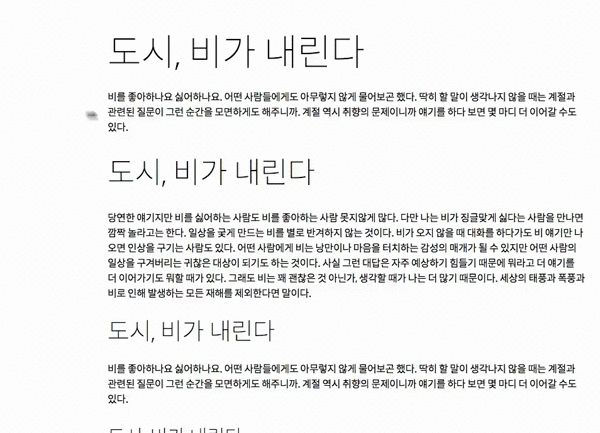 도시, 비가 내린다
비를 좋아하나요 싫어하나요. 어떤 사람들에게도 아무렇지 않게 물어보곤 했다. 딱히 할 말이 생각나지 않을 때는 계절과
관련된 질문이 그런 순간을 모면하게도 해주니까. 계절 역시 취향의 문제이니까 얘기를 하다 보면 몇 마디 더 이어갈 수도
있다.
도시, 비가 내린다
당연한 얘기지만 비를 싫어하는 사람도 비를 좋아하는 사람 못지않게 많다. 다만 나는 비가 징글맞게 싫다는 사람을 만나면
깜짝 놀라고는 한다. 일상을 궂게 만드는 비를 별로 반겨하지 않는 것이다. 비가 오지 않을 때 대화를 하다가도 비 얘기만 나
오면 인상을 구기는 사람도 있다. 어떤 사람에게 비는 낭만이나 마음을 터치하는 감성의 매개가 될 수 있지만 어떤 사람의
일상을 구겨버리는 귀찮은 대상이 되기도 하는 것이다. 사실 그런 대답은 자주 예상하기 힘들기 때문에 뭐라고 더 얘기를
더 이어가기도 뭐할 때가 있다. 그래도 비는 꽤 괜찮은 것 아닌가, 생각할 때가 나는 더 많기 때문이다. 세상의 태풍과 폭풍과
비로 인해 발생하는 모든 재해를 제외한다면 말이다.
도시, 비가 내린다
비를 좋아하나요 싫어하나요. 어떤 사람들에게도 아무렇지 않게 물어보곤 했다. 딱히 할 말이 생각나지 않을 때는 계절과
관련된 질문이 그런 순간을 모면하게도 해주니까. 계절 역시 취향의 문제이니까 얘기를 하다 보면 몇 마디 더 이어갈 수도
있다.